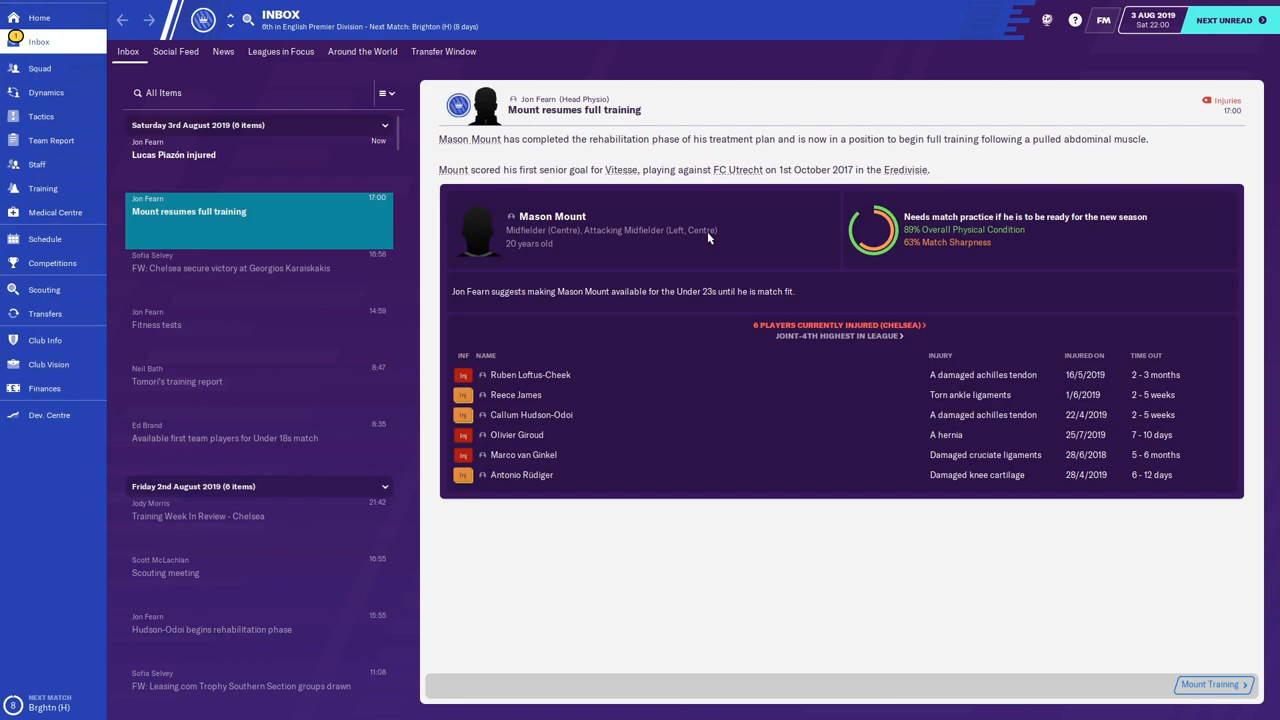 Home
1
Inbox
Squad
Dynamics
Tactics
Team Report
Staff
Training
Medical Centre
Schedule
Competitions
Scouting
Transfers
Club Info
Club Vision
Finances
Dev. Centre
8
NEXT MATCH
Brghtn (H)
INBOX
6th in English Premier Division - Next Match: Brighton (H) (8 days)
?
FM
3 AUG 2019
Sat 22:00
NEXT UNREAD
Inbox Social Feed News Leagues in Focus Around the World Transfer Window
All Items
Saturday 3rd August 2019 (6 items)
Jon Fearn Now
Lucas Piazón injured
Jon Fearn 17:00
Mount resumes full training
Sofia Selvey 16:58
FW: Chelsea secure victory at Georgios Karaiskakis
Jon Fearn 14:59
Fitness tests
Neil Bath 8:47
Tomori's training report
Ed Brand 8:35
Available first team players for Under 18s match
Friday 2nd August 2019 (6 items)
Jody Morris 21:42
Training Week In Review - Chelsea
Scott McLachlan 16:55
Scouting meeting
Jon Fearn 15:55
Hudson-Odoi begins rehabilitation phase
Sofia Selvey 11:08
FW: Leasing.com Trophy Southern Section groups drawn
Jon Fearn (Head Physio)
Mount resumes full training
Injuries
17:00
Mason Mount has completed the rehabilitation phase of his treatment plan and is now in a position to begin full training following a pulled abdominal muscle.
Mount scored his first senior goal for Vitesse, playing against FC Utrecht on 1st October 2017 in the Eredivisie.
Mason Mount
Midfielder (Centre), Attacking Midfielder (Left, Centre)
20 years old
Needs match practice if he is to be ready for the new season
89% Overall Physical Condition
63% Match Sharpness
Jon Fearn suggests making Mason Mount available for the Under 23s until he is match fit.
6 PLAYERS CURRENTLY INJURED (CHELSEA) >
JOINT-4TH HIGHEST IN LEAGUE >
INF NAME INJURY INJURED ON TIME OUT
Inj Ruben Loftus-Cheek A damaged achilles tendon 16/5/2019 2 - 3 months
Inj Reece James Torn ankle ligaments 1/6/2019 2 - 5 weeks
Inj Callum Hudson-Odoi A damaged achilles tendon 22/4/2019 2 - 5 weeks
Inj Olivier Giroud A hernia 25/7/2019 7 - 10 days
Inj Marco van Ginkel Damaged cruciate ligaments 28/6/2018 5 - 6 months
Inj Antonio Rüdiger Damaged knee cartilage 28/4/2019 6 - 12 days
Mount Training >